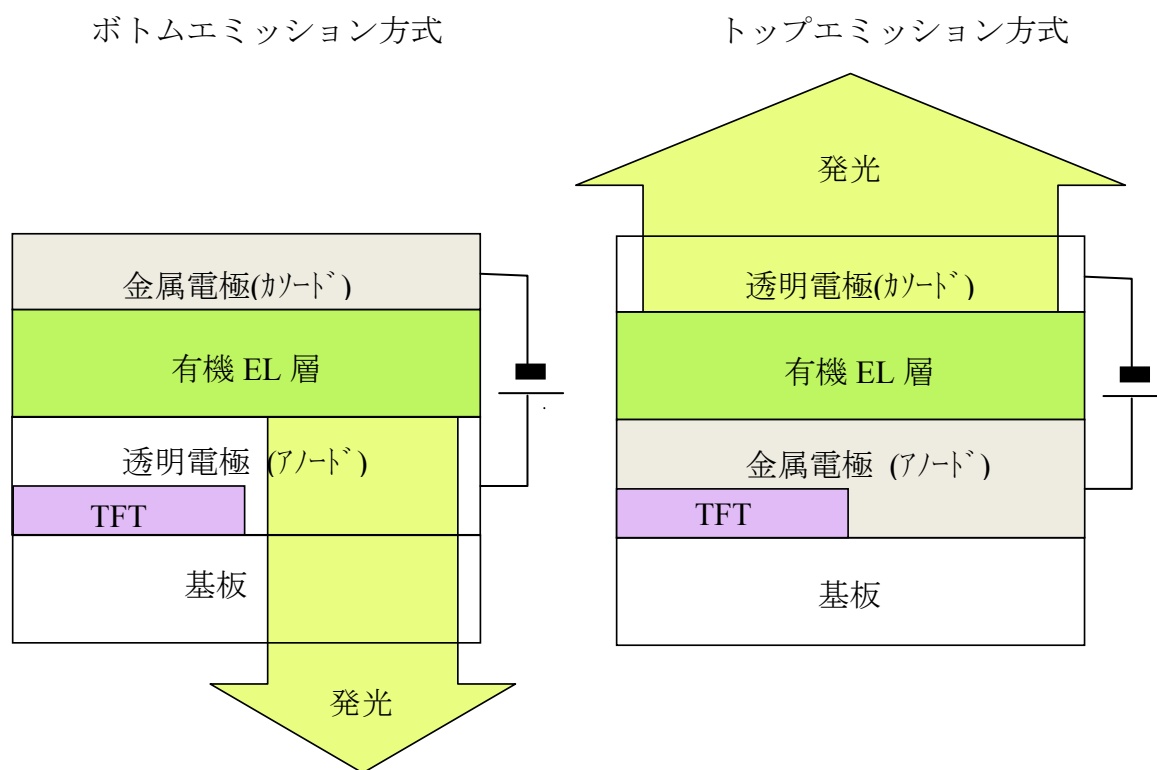 ボトムエミッション方式
トップエミッション方式
発光
金属電極(ｶｿｰﾄﾞ)
有機 EL 層
透明電極 (ｱﾉｰﾄﾞ)
TFT
基板
発光
透明電極(ｶｿｰﾄﾞ)
有機 EL 層
金属電極 (ｱﾉｰﾄﾞ)
TFT
基板